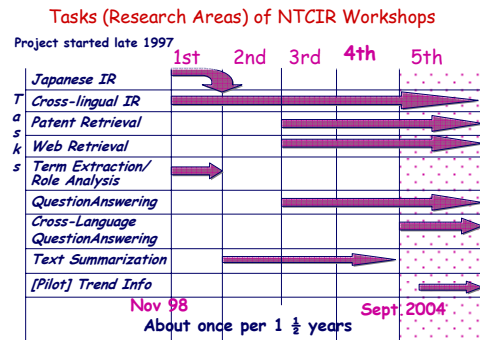 Tasks (Research Areas) of NTCIR Workshops
Project started late 1997
1st 2nd 3rd 4th 5th
Tasks
Japanese IR
Cross-lingual IR
Patent Retrieval
Web Retrieval
Term Extraction/
Role Analysis
QuestionAnswering
Cross-Language
QuestionAnswering
Text Summarization
[Pilot] Trend Info
Nov 98 Sept 2004
About once per 1 ½ years